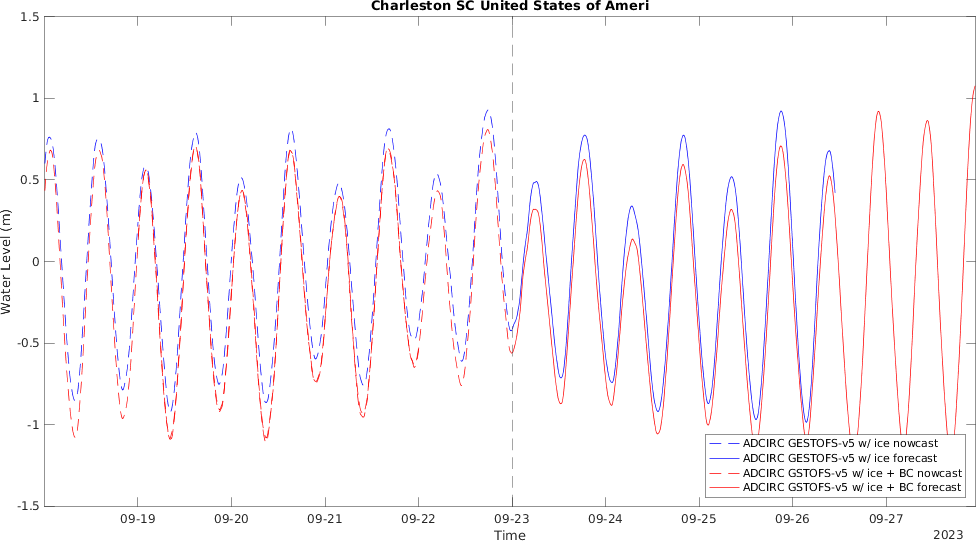 Charleston SC United States of Ameri
1.5
1
0.5
0
-0.5
-1
-1.5
Water Level (m)
ADCIRC GESTOFS-v5 w/ ice nowcast
ADCIRC GESTOFS-v5 w/ ice forecast
ADCIRC GSTOFS-v5 w/ ice + BC nowcast
ADCIRC GSTOFS-v5 w/ ice + BC forecast
09-19 09-20 09-21 09-22 09-23 09-24 09-25 09-26 09-27
Time
2023